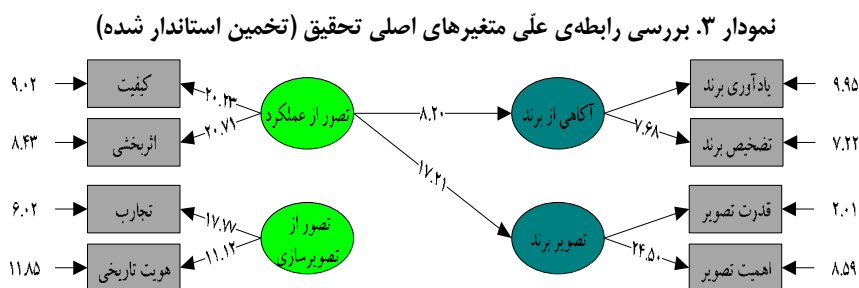 نمودار ۳. بررسی رابطه‌ی علّی متغیرهای اصلی تحقیق (تخمین استاندار شده)
یادآوری برند
۹.۹۵
تضخیص برند
۷.۲۲
۷.۶۸
آگاهی از برند
۸.۲۰
تصور از عملکرد
۲۰.۲۳
۲۰.۷۱
کیفیت
۹.۰۲
اثربخشی
۸.۴۳
قدرت تصویر
۲.۰۱
اهمیت تصویر
۸.۵۹
۲۴.۵۰
تصویر برند
۱۷.۲۱
تصور از
تصویرسازی
۱۷.۷۷
۱۱.۱۲
تجارب
۶.۰۲
هویت تاریخی
۱۱.۸۵